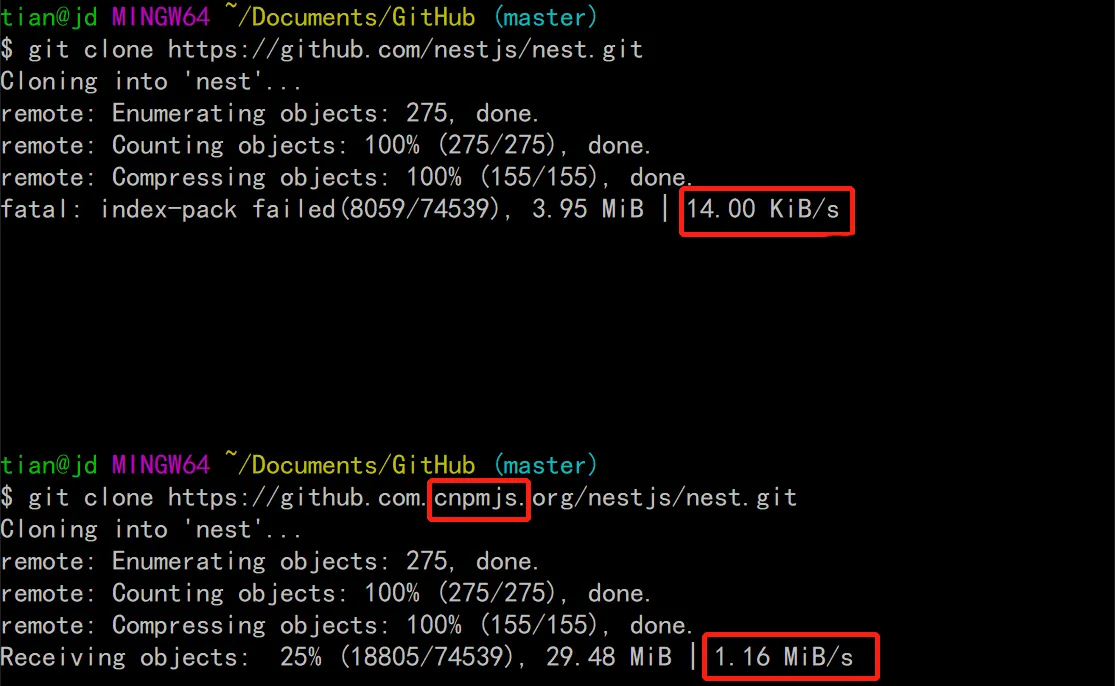 tian@jd MINGW64 ~/Documents/GitHub (master)
$ git clone https://github.com/nestjs/nest.git
Cloning into 'nest'...
remote: Enumerating objects: 275, done.
remote: Counting objects: 100% (275/275), done.
remote: Compressing objects: 100% (155/155), done.
fatal: index-pack failed(8059/74539), 3.95 MiB | 14.00 KiB/s
tian@jd MINGW64 ~/Documents/GitHub (master)
$ git clone https://github.com.cnpmjs.org/nestjs/nest.git
Cloning into 'nest'...
remote: Enumerating objects: 275, done.
remote: Counting objects: 100% (275/275), done.
remote: Compressing objects: 100% (155/155), done.
Receiving objects:  25% (18805/74539), 29.48 MiB | 1.16 MiB/s